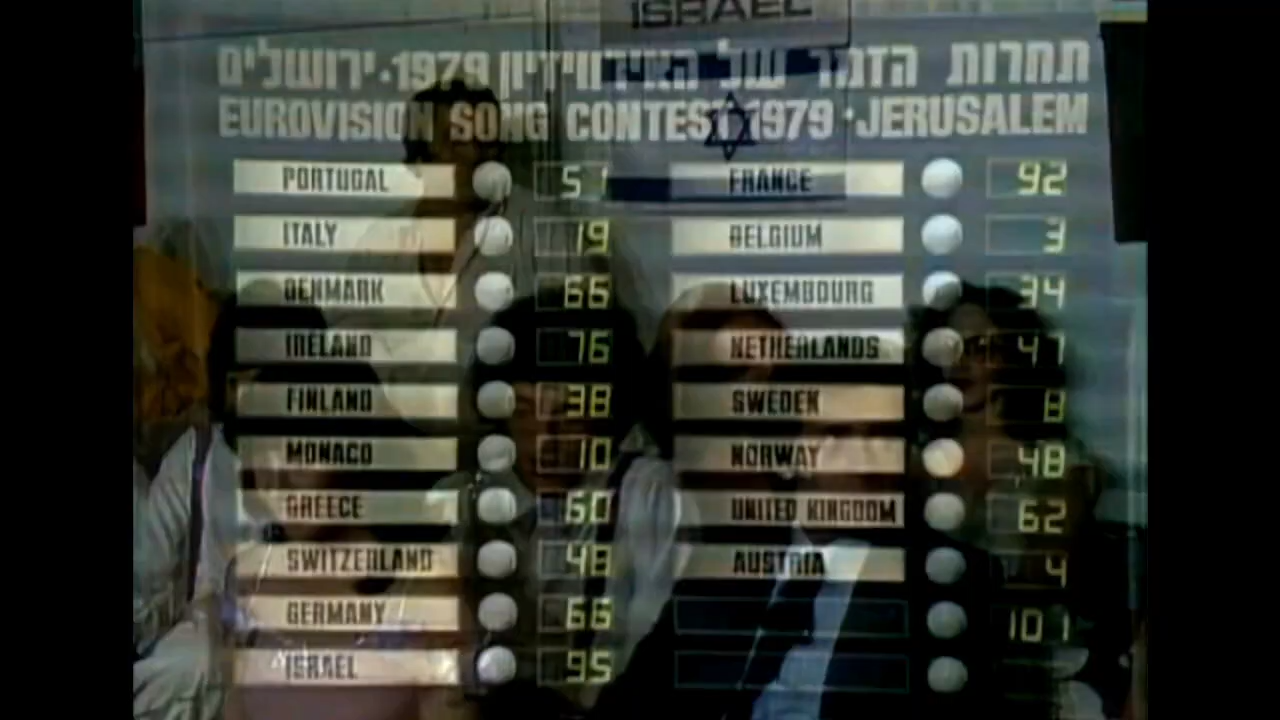 ISRAEL
תחרות הזמר של האירוויזיון 1979 · ירושלים
EUROVISION SONG CONTEST 1979 · JERUSALEM
PORTUGAL 51
ITALY 19
DENMARK 66
IRELAND 76
FINLAND 38
MONACO 10
GREECE 60
SWITZERLAND 48
GERMANY 66
ISRAEL 95
FRANCE 92
BELGIUM 3
LUXEMBOURG 34
NETHERLANDS 47
SWEDEN 8
NORWAY 48
UNITED KINGDOM 62
AUSTRIA 4
101